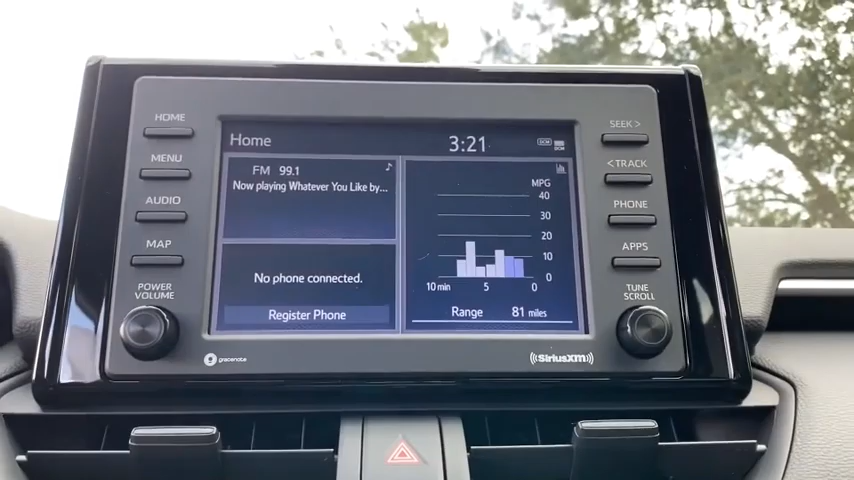 HOME
MENU
AUDIO
MAP
POWER
VOLUME
Home
3:21
DCM
DCM
FM 99.1
Now playing Whatever You Like by...
No phone connected.
Register Phone
MPG
40
30
20
10
0
10 min
5
0
Range 81 miles
SEEK >
< TRACK
PHONE
APPS
TUNE
SCROLL
gracenote
((SiriusXM))